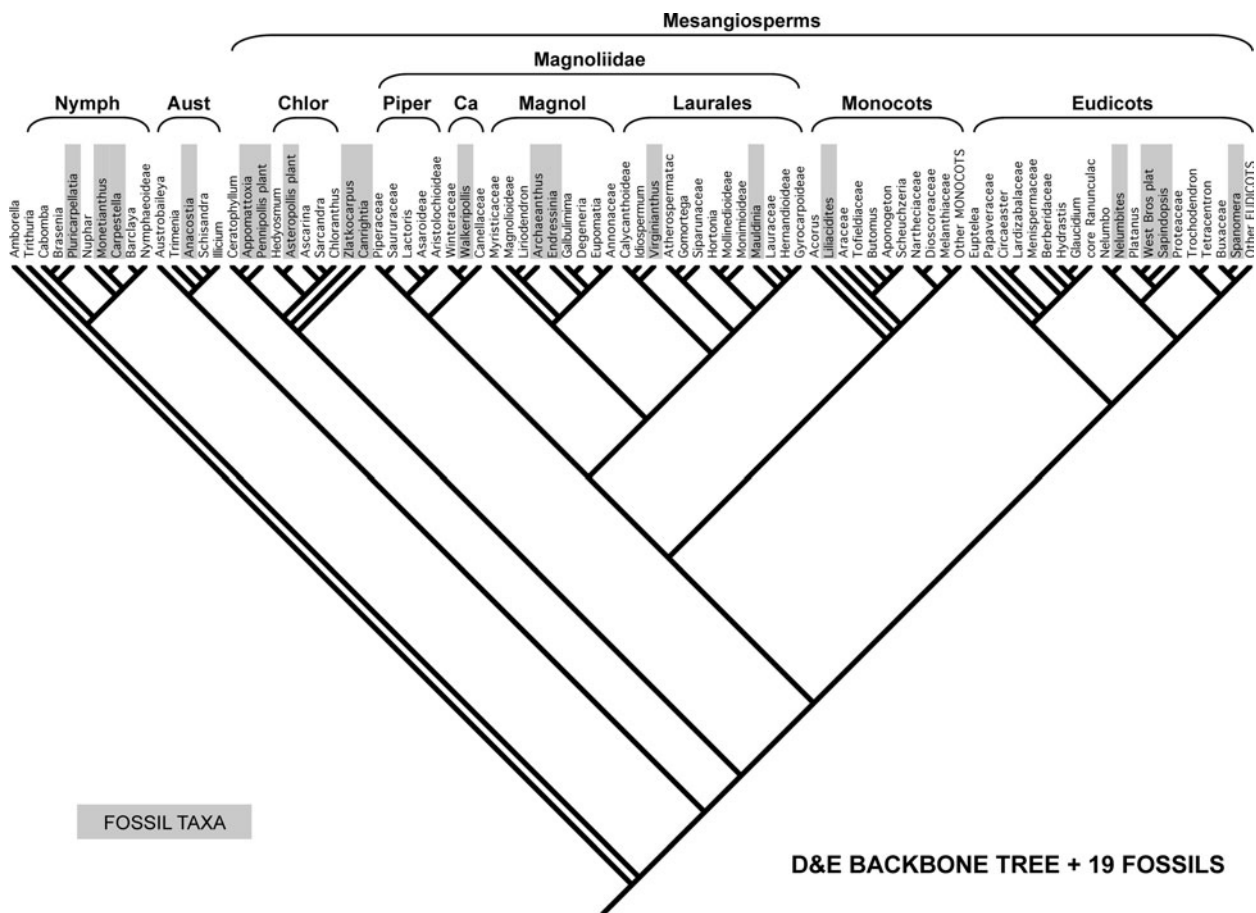 Mesangiosperms
Magnoliidae
Nymph Aust Chlor Piper Ca Magnol Laurales Monocots Eudicots
Amborella
Trithuria
Cabomba
Brasenia
Pluricarpellatia
Nuphar
Monetianthus
Carpestella
Barclaya
Nymphaeoideae
Austrobaileya
Trimenia
Anacostia
Schisandra
Illicium
Ceratophyllum
Appomattoxia
Pennipollis plant
Hedyosmum
Asteropollis plant
Ascarina
Sarcandra
Chloranthus
Zlatkocarpus
Canrightia
Piperaceae
Saururaceae
Lactoris
Asaroideae
Aristolochioideae
Winteraceae
Walkeripollis
Canellaceae
Myristicaceae
Magnolioideae
Liriodendron
Archaeanthus
Endressinia
Galbulimima
Degeneria
Eupomatia
Annonaceae
Calycanthoideae
Idiospermum
Virginianthus
Atherospermatac
Gomortega
Siparunaceae
Hortonia
Mollinedioideae
Monimioideae
Mauldinia
Lauraceae
Hernandioideae
Gyrocarpoideae
Acorus
Liliacidites
Araceae
Tofieldiaceae
Butomus
Aponogeton
Scheuchzeria
Nartheciaceae
Dioscoreaceae
Melanthiaceae
Other MONOCOTS
Euptelea
Papaveraceae
Circaeaster
Lardizabalaceae
Menispermaceae
Berberidaceae
Hydrastis
Glaucidium
core Ranunculac
Nelumbo
Nelumbites
Platanus
West Bros plat
Sapindopsis
Proteaceae
Trochodendron
Tetracentron
Buxaceae
Spanomera
Other EUDICOTS
FOSSIL TAXA
D&E BACKBONE TREE + 19 FOSSILS